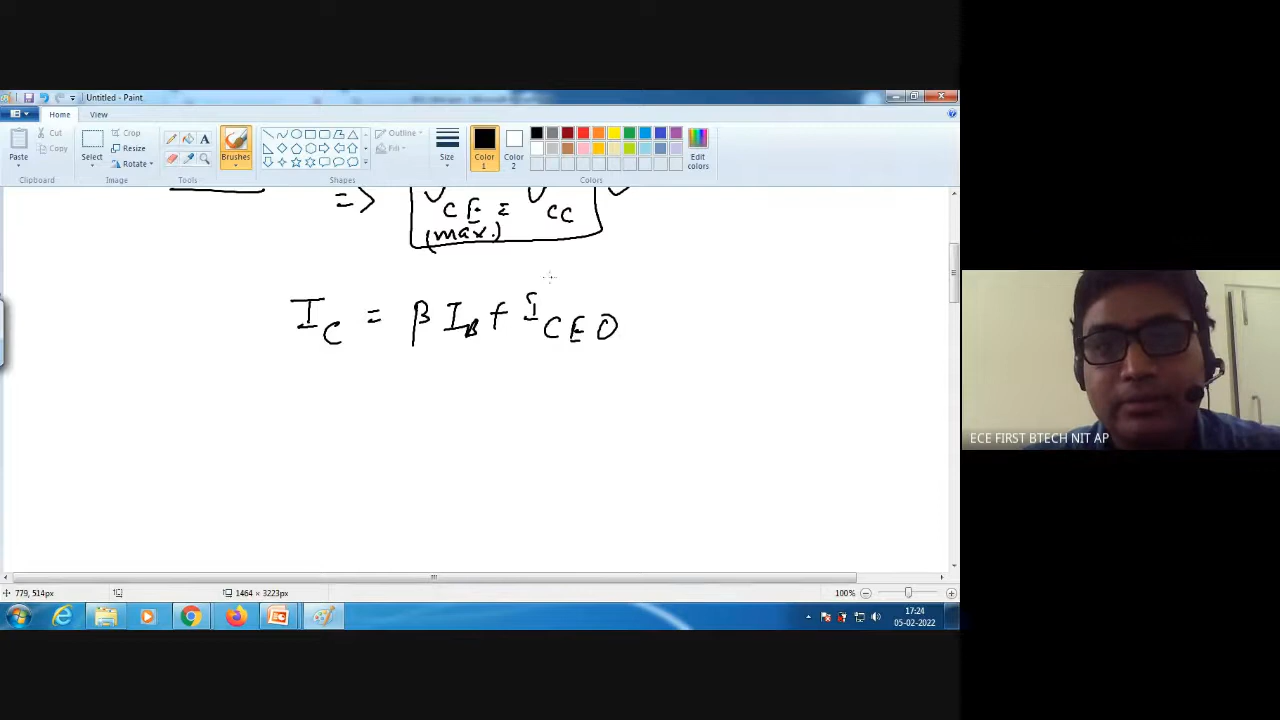 Untitled - Paint
Home View
Paste Cut Copy Select Crop Resize Rotate Brushes Outline Fill Size Color 1 Color 2 Edit colors
Clipboard Image Tools Shapes Colors
=> V CE = V CC
(max.)
I_C = β I_B + I_CEO
ECE FIRST BTECH NIT AP
779, 514px 1464 × 3223px 100%
17:24
05-02-2022